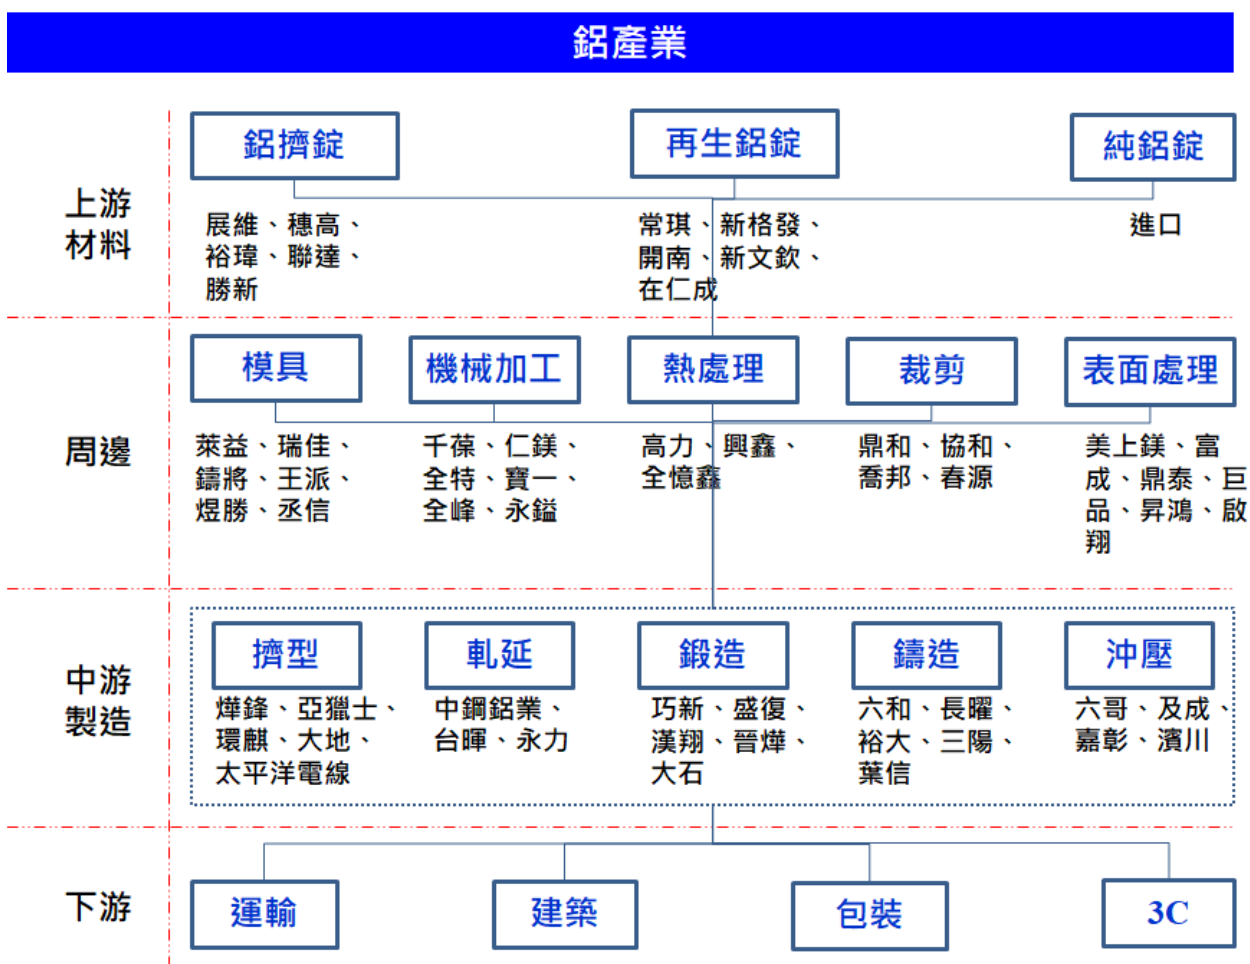 鋁產業
上游
材料
鋁擠錠
再生鋁錠
純鋁錠
展維、穗高、
裕瑋、聯達、
勝新
常琪、新格發、
開南、新文欽、
在仁成
進口
周邊
模具
機械加工
熱處理
裁剪
表面處理
萊益、瑞佳、
鑄將、王派、
煜勝、丞信
千葆、仁鎂、
全特、寶一、
全峰、永鎰
高力、興鑫、
全憶鑫
鼎和、協和、
喬邦、春源
美上鎂、富
成、鼎泰、巨
品、昇鴻、啟
翔
中游
製造
擠型
軋延
鍛造
鑄造
沖壓
燁鋒、亞獵士、
環麒、大地、
太平洋電線
中鋼鋁業、
台暉、永力
巧新、盛復、
漢翔、晉燁、
大石
六和、長曜、
裕大、三陽、
葉信
六哥、及成、
嘉彰、濱川
下游
運輸
建築
包裝
3C